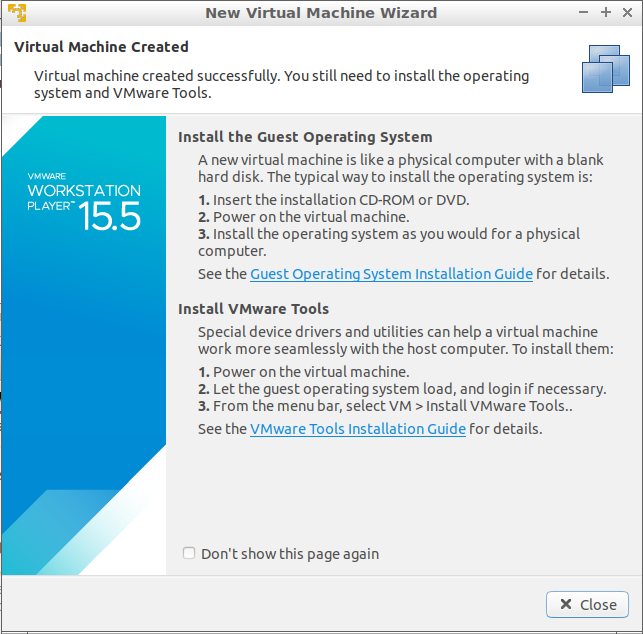 New Virtual Machine Wizard
Virtual Machine Created
Virtual machine created successfully. You still need to install the operating
system and VMware Tools.
VMWARE
WORKSTATION
PLAYER™ 15.5
Install the Guest Operating System
A new virtual machine is like a physical computer with a blank
hard disk. The typical way to install the operating system is:
1. Insert the installation CD-ROM or DVD.
2. Power on the virtual machine.
3. Install the operating system as you would for a physical
computer.
See the Guest Operating System Installation Guide for details.
Install VMware Tools
Special device drivers and utilities can help a virtual machine
work more seamlessly with the host computer. To install them:
1. Power on the virtual machine.
2. Let the guest operating system load, and login if necessary.
3. From the menu bar, select VM > Install VMware Tools..
See the VMware Tools Installation Guide for details.
Don't show this page again
Close